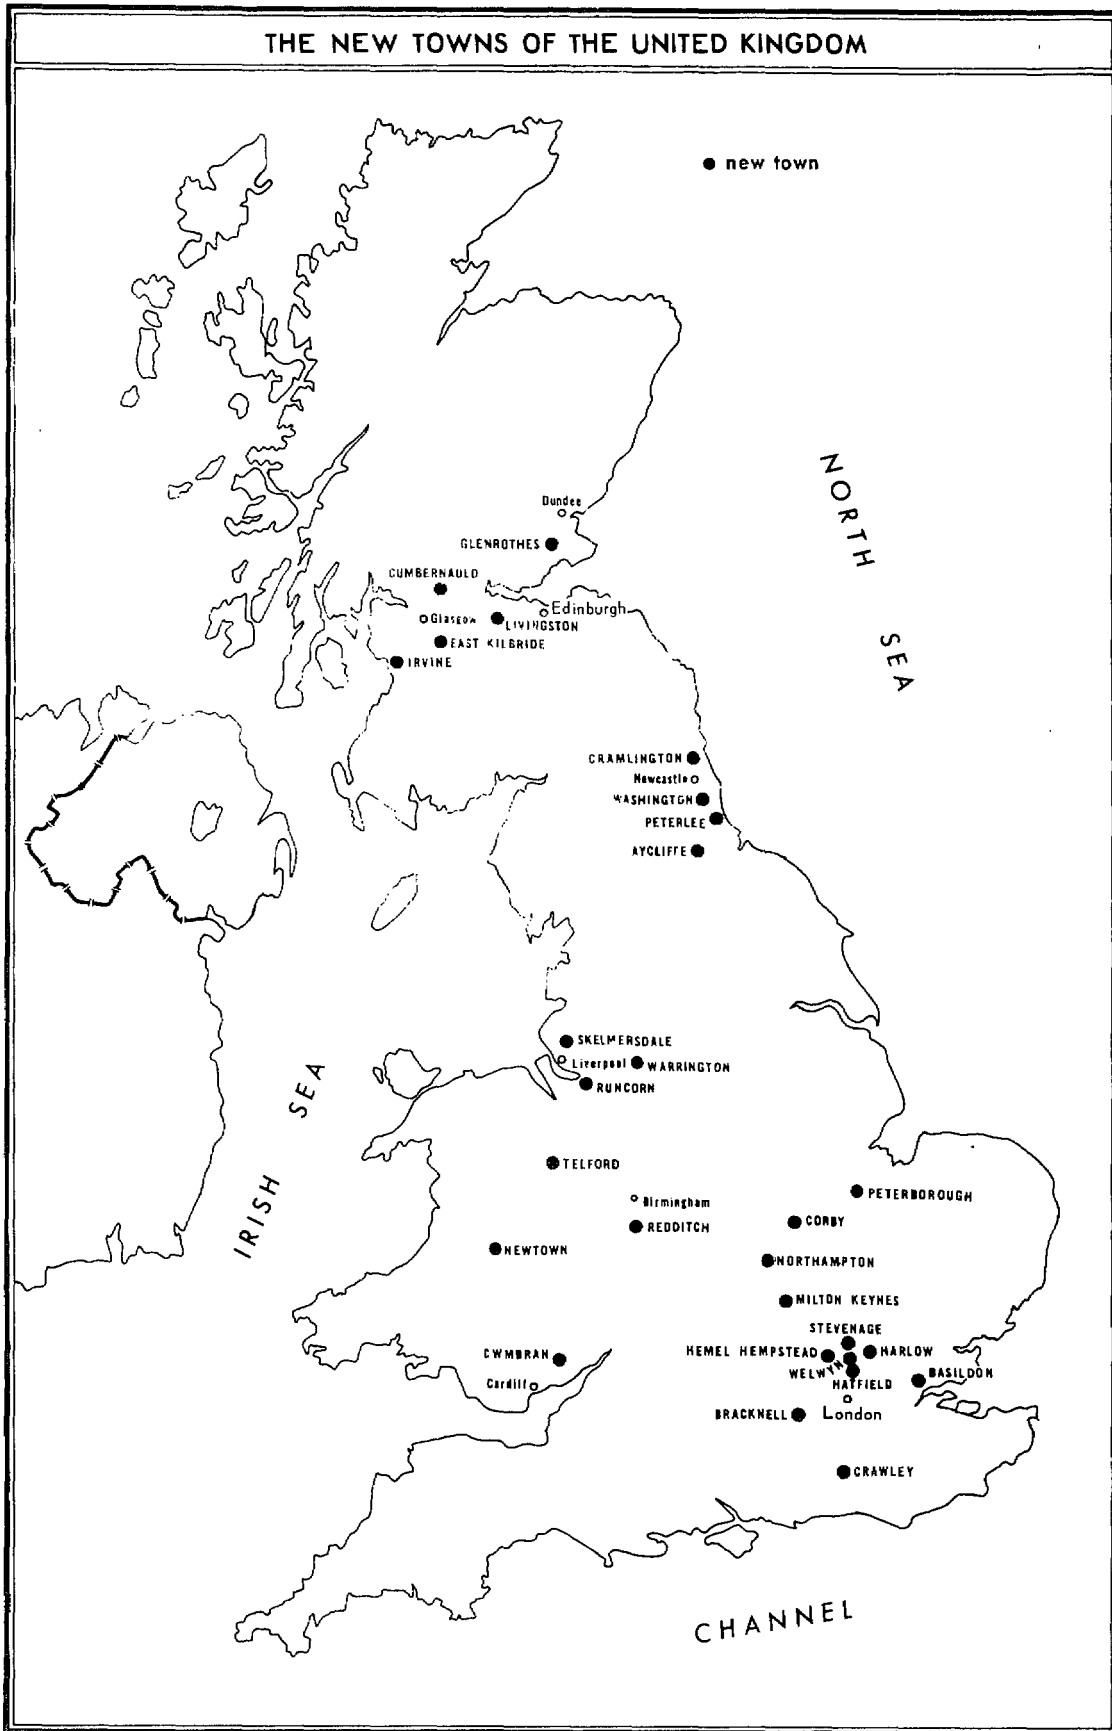 THE NEW TOWNS OF THE UNITED KINGDOM
new town
NORTH SEA
Dundee
GLENROTHES
CUMBERNAULD
Edinburgh
Glasgow
LIVINGSTON
EAST KILBRIDE
IRVINE
CRAMLINGTON
Newcastle
WASHINGTON
PETERLEE
AYCLIFFE
SKELMERSDALE
Liverpool
WARRINGTON
RUNCORN
IRISH SEA
TELFORD
PETERBOROUGH
Birmingham
CORBY
REDDITCH
NEWTOWN
NORTHAMPTON
MILTON KEYNES
STEVENAGE
HEMEL HEMPSTEAD
HARLOW
CWMBRAN
WELWYN
BASILDON
Cardiff
HATFIELD
BRACKNELL
London
CRAWLEY
CHANNEL